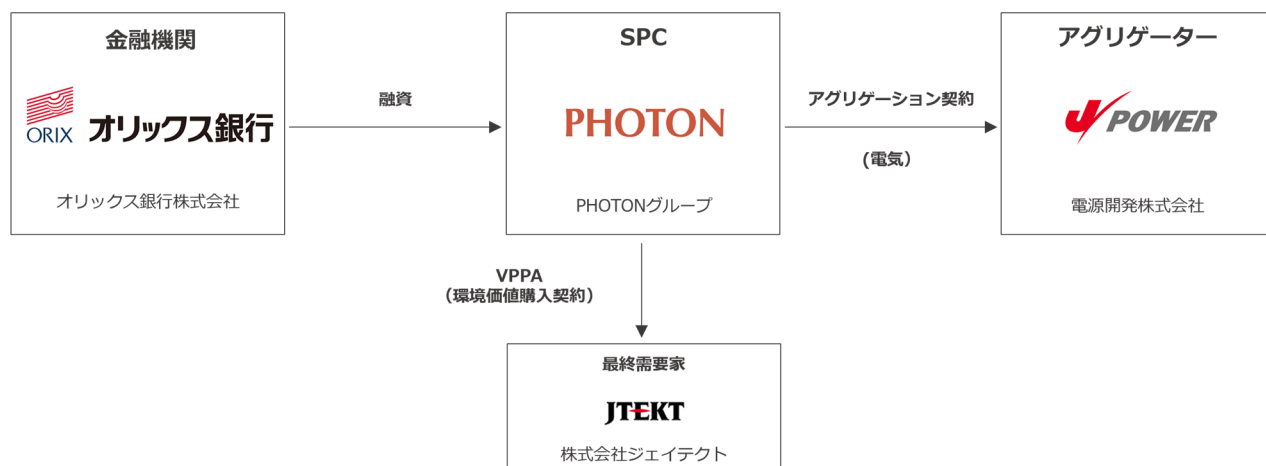 金融機関
ORIX オリックス銀行
オリックス銀行株式会社
融資
SPC
PHOTON
PHOTONグループ
アグリゲーション契約
(電気）
アグリゲーター
J POWER
電源開発株式会社
VPPA
（環境価値購入契約）
最終需要家
JTEKT
株式会社ジェイテクト